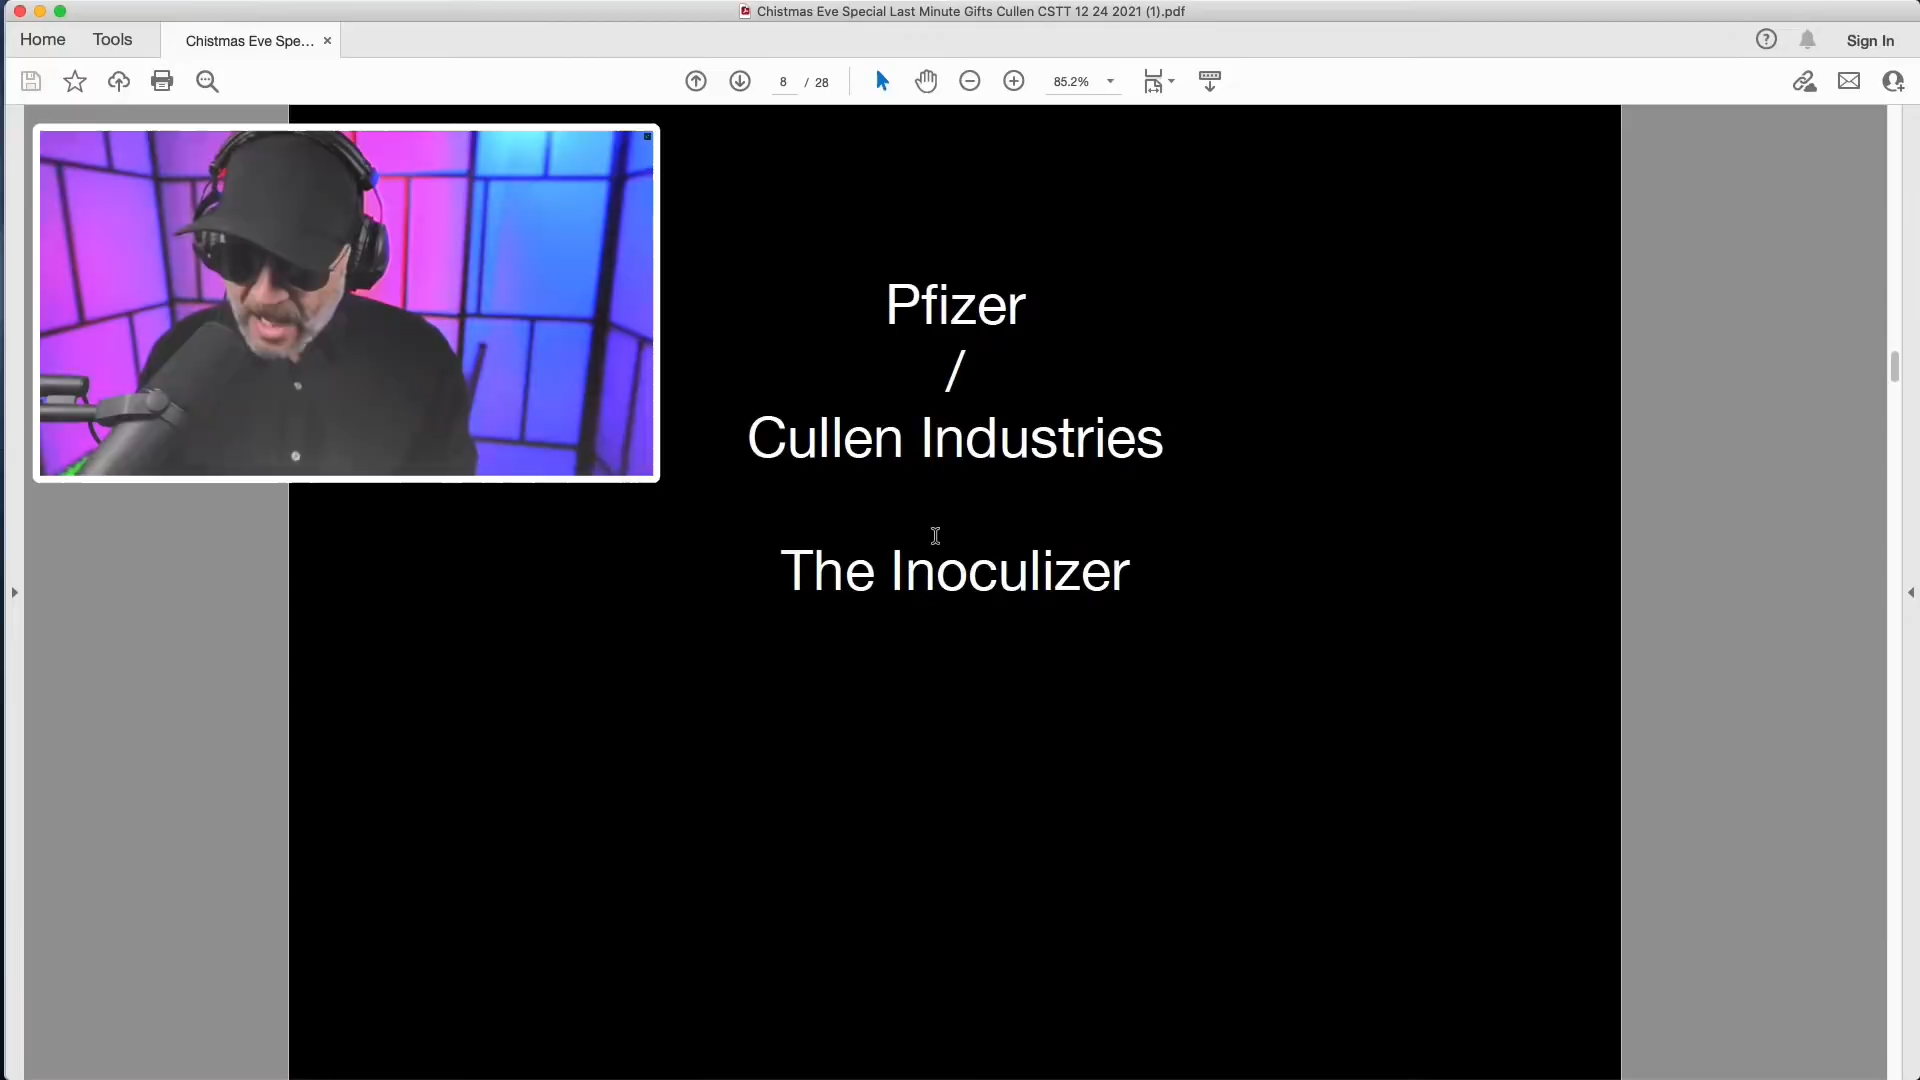 Chistmas Eve Special Last Minute Gifts Cullen CSTT 12 24 2021 (1).pdf
Home Tools Chistmas Eve Spe... × Sign In
8 / 28 85.2%
Pfizer
/
Cullen Industries
The Inoculizer